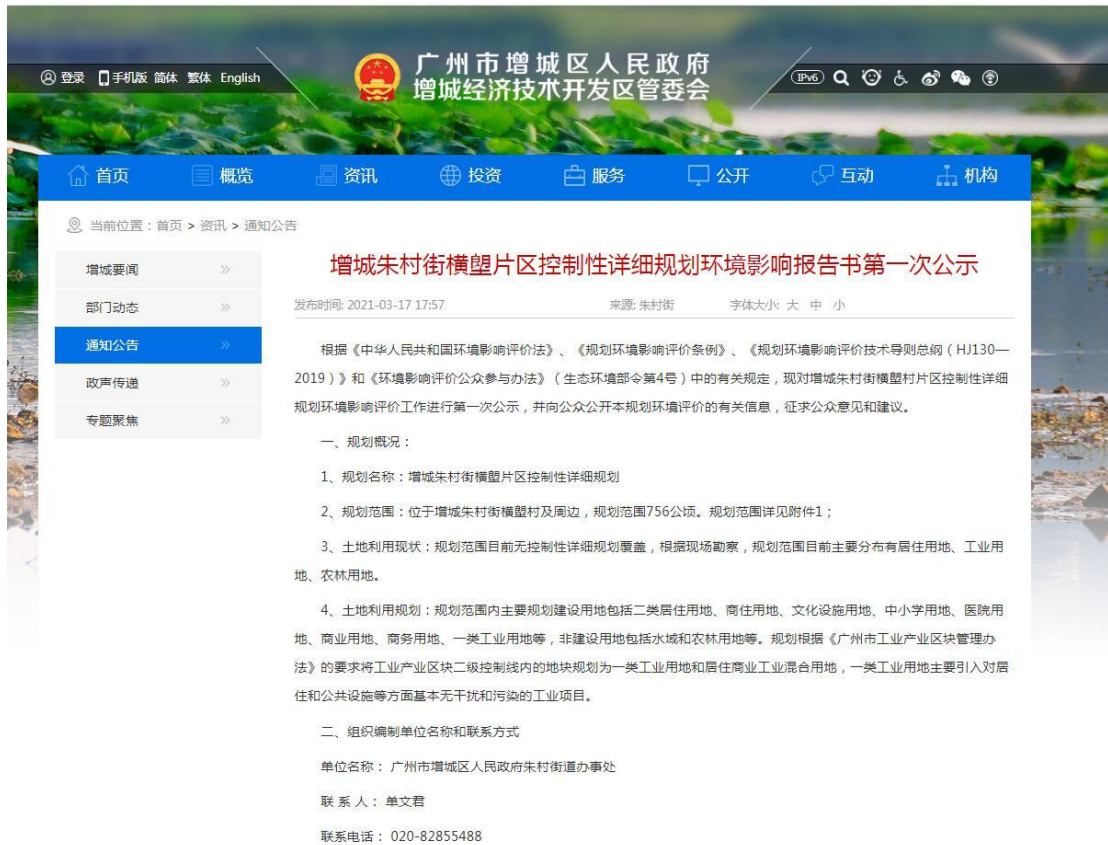 登录 手机版 简体 繁体 English
广州市增城区人民政府
增城经济技术开发区管委会
IPv6
首页 概览 资讯 投资 服务 公开 互动 机构
当前位置：首页 > 资讯 > 通知公告
增城要闻
部门动态
通知公告
政声传递
专题聚焦
增城朱村街横塱片区控制性详细规划环境影响报告书第一次公示
发布时间: 2021-03-17 17:57 来源: 朱村街 字体大小: 大 中 小
根据《中华人民共和国环境影响评价法》、《规划环境影响评价条例》、《规划环境影响评价技术导则总纲（HJ130—
2019）》和《环境影响评价公众参与办法》（生态环境部令第4号）中的有关规定，现对增城朱村街横塱村片区控制性详细
规划环境影响评价工作进行第一次公示，并向公众公开本规划环境评价的有关信息，征求公众意见和建议。
一、规划概况：
1、规划名称：增城朱村街横塱片区控制性详细规划
2、规划范围：位于增城朱村街横塱村及周边，规划范围756公顷。规划范围详见附件1；
3、土地利用现状：规划范围目前无控制性详细规划覆盖，根据现场勘察，规划范围目前主要分布有居住用地、工业用
地、农林用地。
4、土地利用规划：规划范围内主要规划建设用地包括二类居住用地、商住用地、文化设施用地、中小学用地、医院用
地、商业用地、商务用地、一类工业用地等，非建设用地包括水域和农林用地等。规划根据《广州市工业产业区块管理办
法》的要求将工业产业区块二级控制线内的地块规划为一类工业用地和居住商业工业混合用地，一类工业用地主要引入对居
住和公共设施等方面基本无干扰和污染的工业项目。
二、组织编制单位名称和联系方式
单位名称： 广州市增城区人民政府朱村街道办事处
联 系 人： 单文君
联系电话： 020-82855488